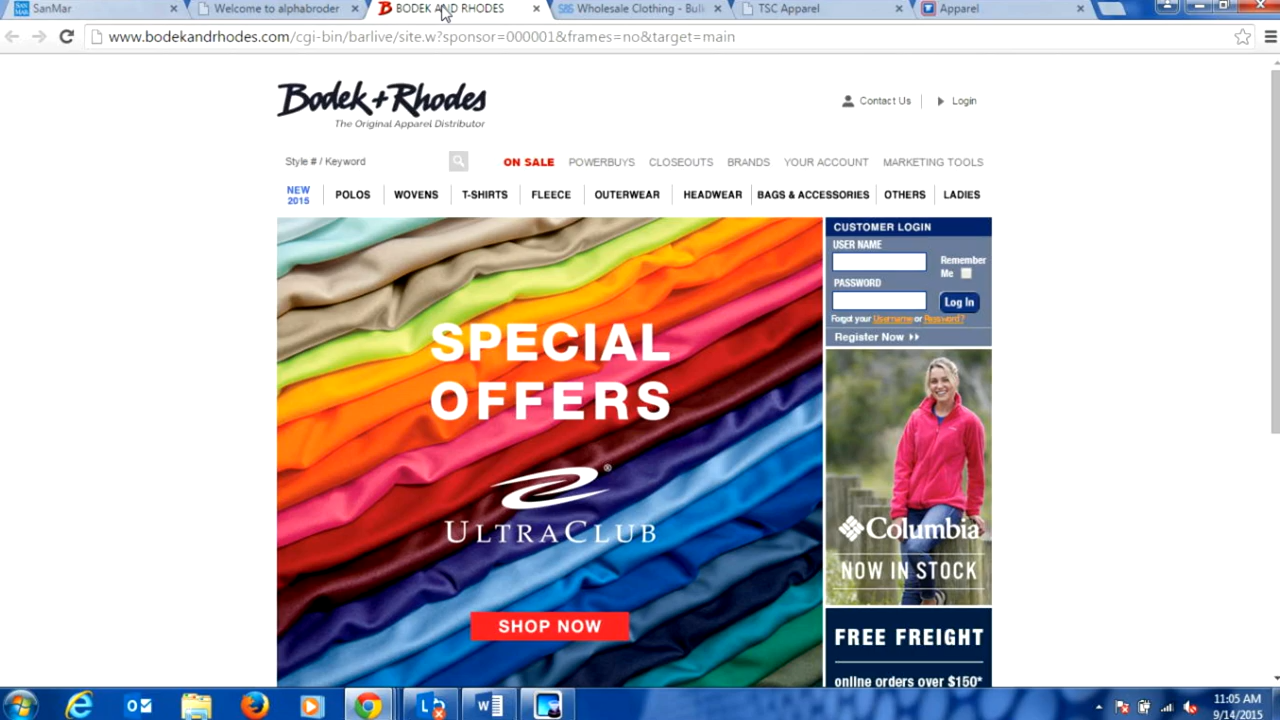 SanMar
Welcome to alphabroder
BODEK AND RHODES
S&S Wholesale Clothing - Bulk
TSC Apparel
Apparel
www.bodekandrhodes.com/cgi-bin/barlive/site.w?sponsor=000001&frames=no&target=main
Bodek+Rhodes
The Original Apparel Distributor
Contact Us
Login
Style # / Keyword
ON SALE POWERBUYS CLOSEOUTS BRANDS YOUR ACCOUNT MARKETING TOOLS
NEW
2015
POLOS WOVENS T-SHIRTS FLEECE OUTERWEAR HEADWEAR BAGS & ACCESSORIES OTHERS LADIES
SPECIAL
OFFERS
ULTRACLUB®
SHOP NOW
CUSTOMER LOGIN
USER NAME
Remember
Me
PASSWORD
Log In
Forgot your Username or Password?
Register Now
Columbia
NOW IN STOCK
FREE FREIGHT
online orders over $150*
11:05 AM
9/14/2015